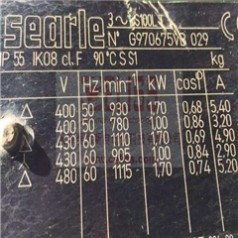 searle 3~ S100L
N° G9706759B 029
IP 55 IK08 cl.F 90°C S S1 kg
V Hz min⁻¹ kW cosφ A
△ 400 50 930 1.70 0.68 5.40
400 50 780 1.00 0.86 3.20
△ 430 60 1110 1.70 0.74 4.90
430 60 905 1.00 0.84 2.90
△ 480 60 1115 1.70 0.74 5.20